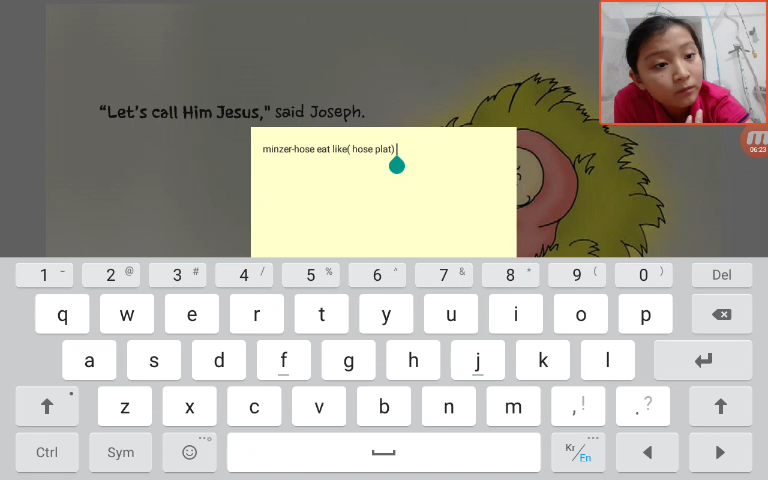 “Let's call Him Jesus," said Joseph.
minzer-hose eat like( hose plat)
06:23
1 - 2 @ 3 # 4 / 5 % 6 ^ 7 & 8 * 9 ( 0 ) Del
q w e r t y u i o p
a s d f g h j k l
z x c v b n m , ! . ?
Ctrl Sym Kr/En